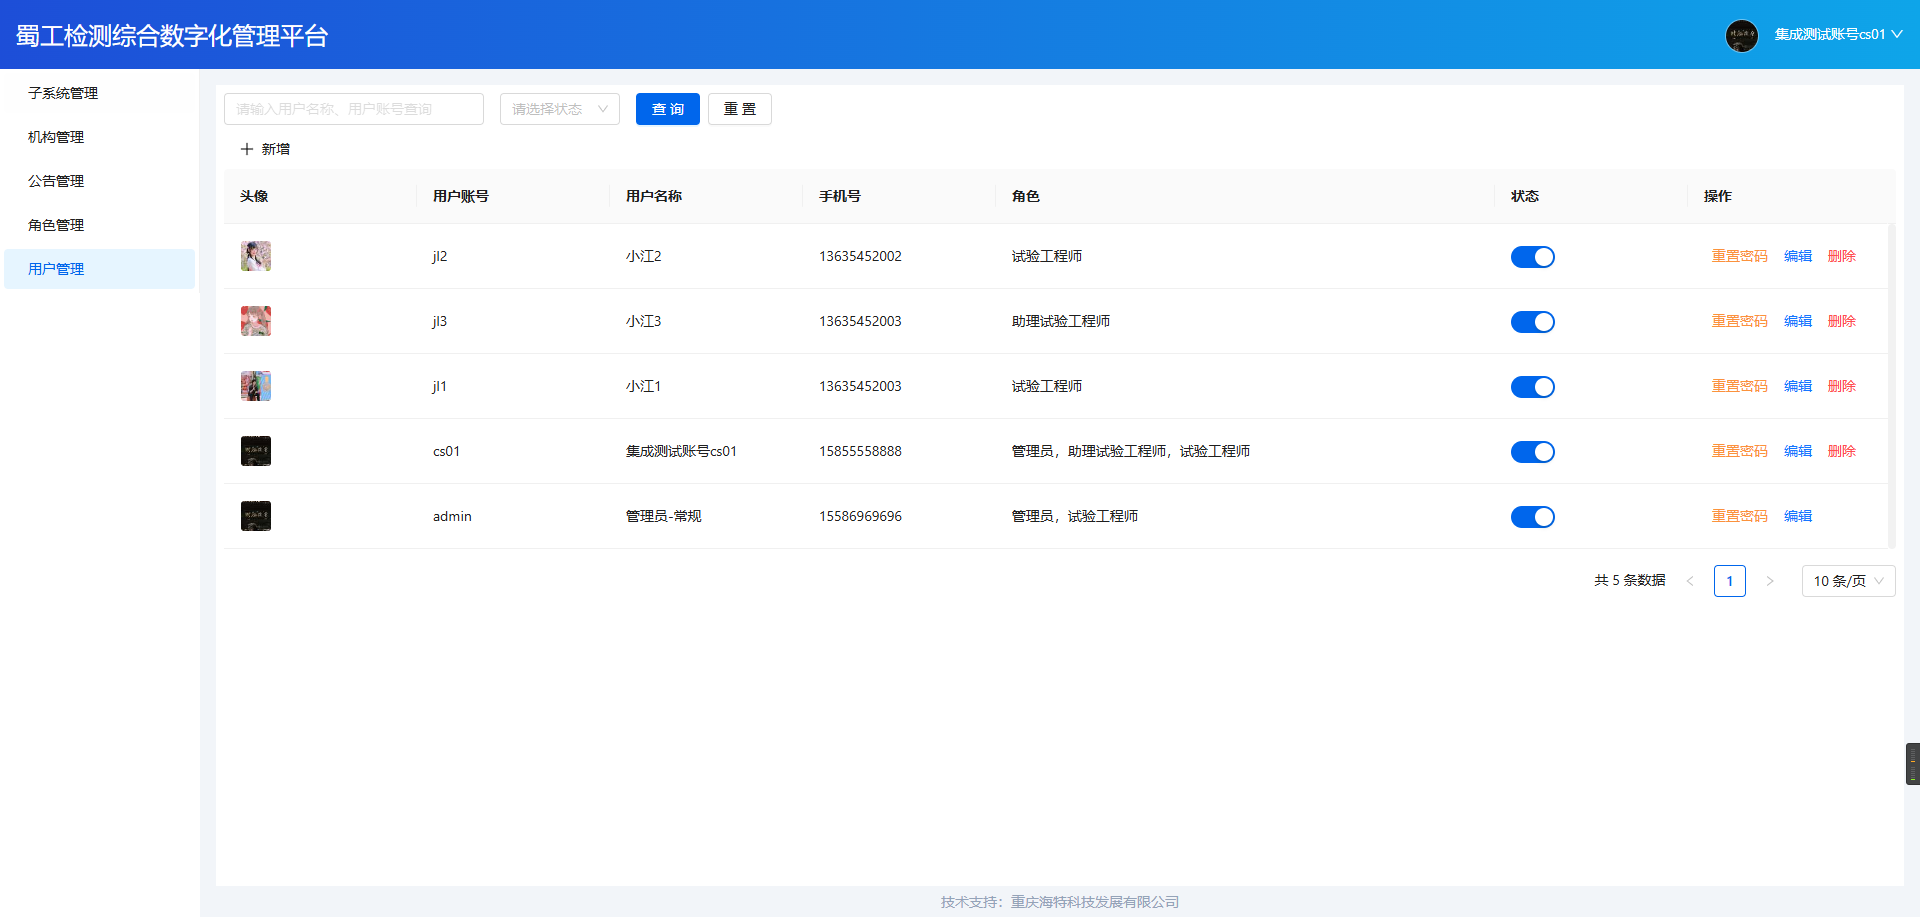 蜀工检测综合数字化管理平台
集成测试账号cs01
子系统管理
机构管理
公告管理
角色管理
用户管理
请输入用户名称、用户账号查询 请选择状态 查 询 重 置
新增
头像 用户账号 用户名称 手机号 角色 状态 操作
jl2 小江2 13635452002 试验工程师 重置密码 编辑 删除
jl3 小江3 13635452003 助理试验工程师 重置密码 编辑 删除
jl1 小江1 13635452003 试验工程师 重置密码 编辑 删除
cs01 集成测试账号cs01 15855558888 管理员，助理试验工程师，试验工程师 重置密码 编辑 删除
admin 管理员-常规 15586969696 管理员，试验工程师 重置密码 编辑
共 5 条数据 < 1 > 10 条/页
技术支持：重庆海特科技发展有限公司